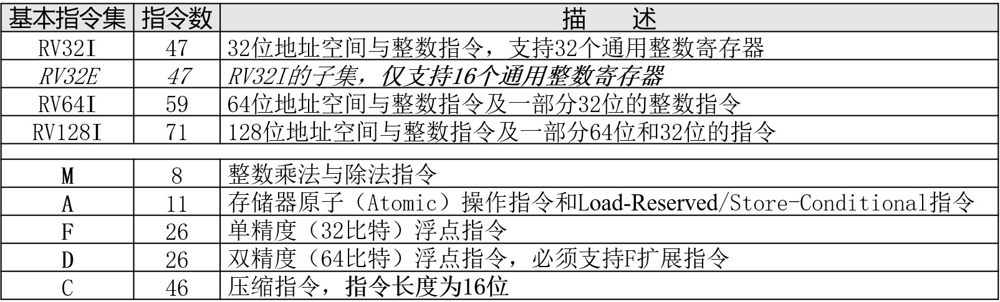 基本指令集 指令数 描 述
RV32I 47 32位地址空间与整数指令，支持32个通用整数寄存器
RV32E 47 RV32I的子集，仅支持16个通用整数寄存器
RV64I 59 64位地址空间与整数指令及一部分32位的整数指令
RV128I 71 128位地址空间与整数指令及一部分64位和32位的指令
M 8 整数乘法与除法指令
A 11 存储器原子（Atomic）操作指令和Load-Reserved/Store-Conditional指令
F 26 单精度（32比特）浮点指令
D 26 双精度（64比特）浮点指令，必须支持F扩展指令
C 46 压缩指令，指令长度为16位